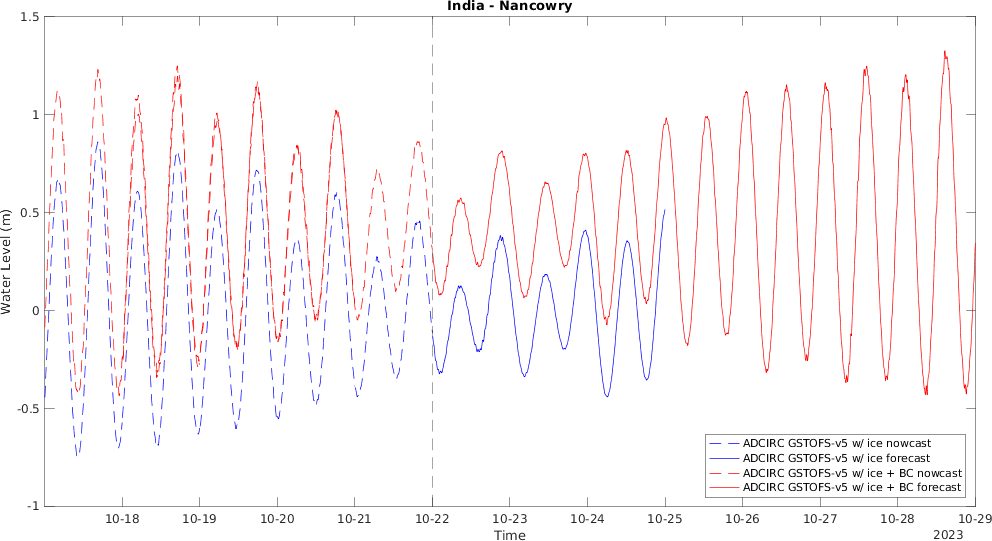 India - Nancowry
1.5
1
0.5
0
-0.5
-1
Water Level (m)
10-18 10-19 10-20 10-21 10-22 10-23 10-24 10-25 10-26 10-27 10-28 10-29
Time
2023
ADCIRC GSTOFS-v5 w/ ice nowcast
ADCIRC GSTOFS-v5 w/ ice forecast
ADCIRC GSTOFS-v5 w/ ice + BC nowcast
ADCIRC GSTOFS-v5 w/ ice + BC forecast